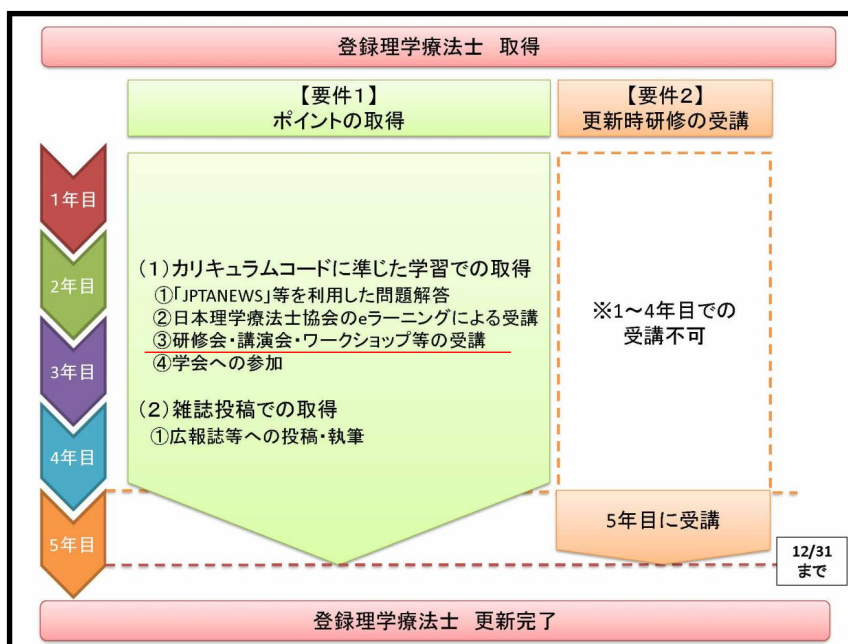 登録理学療法士 取得
【要件1】
ポイントの取得
【要件2】
更新時研修の受講
1年目
2年目
3年目
4年目
5年目
(1)カリキュラムコードに準じた学習での取得
①「JPTANEWS」等を利用した問題解答
②日本理学療法士協会のeラーニングによる受講
③研修会・講演会・ワークショップ等の受講
④学会への参加
(2)雑誌投稿での取得
①広報誌等への投稿・執筆
※1〜4年目での
受講不可
5年目に受講
12/31
まで
登録理学療法士 更新完了